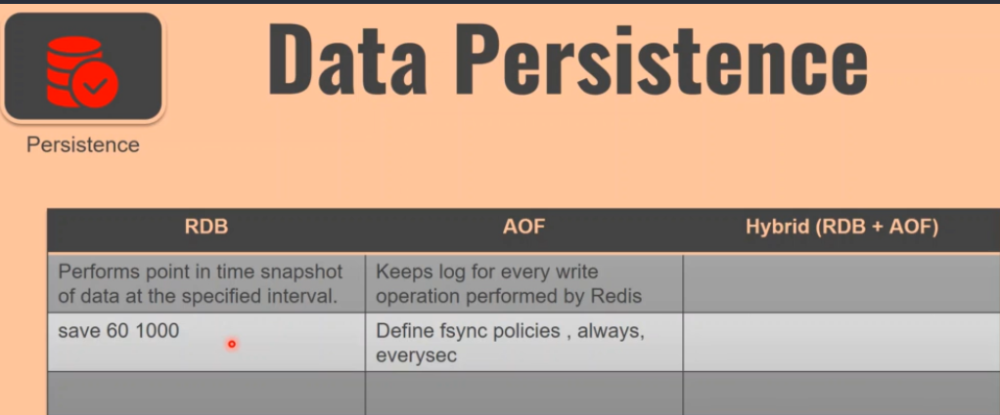 Data Persistence
Persistence
RDB
AOF
Hybrid (RDB + AOF)
Performs point in time snapshot
of data at the specified interval.
Keeps log for every write
operation performed by Redis
save 60 1000
Define fsync policies , always,
everysec